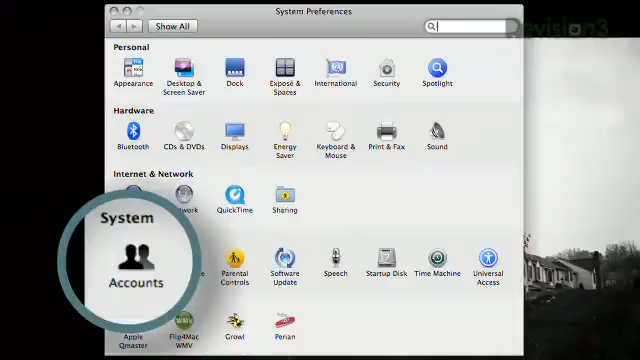 System Preferences
Show All
Revision3
Personal
Appearance
Desktop &
Screen Saver
Dock
Exposé &
Spaces
International
Security
Spotlight
Hardware
Bluetooth
CDs & DVDs
Displays
Energy
Saver
Keyboard &
Mouse
Print & Fax
Sound
Internet & Network
QuickTime
Sharing
System
Accounts
Parental
Controls
Software
Update
Speech
Startup Disk
Time Machine
Universal
Access
Apple
Qmaster
WMV
Flip4Mac
WMV
Growl
Perian